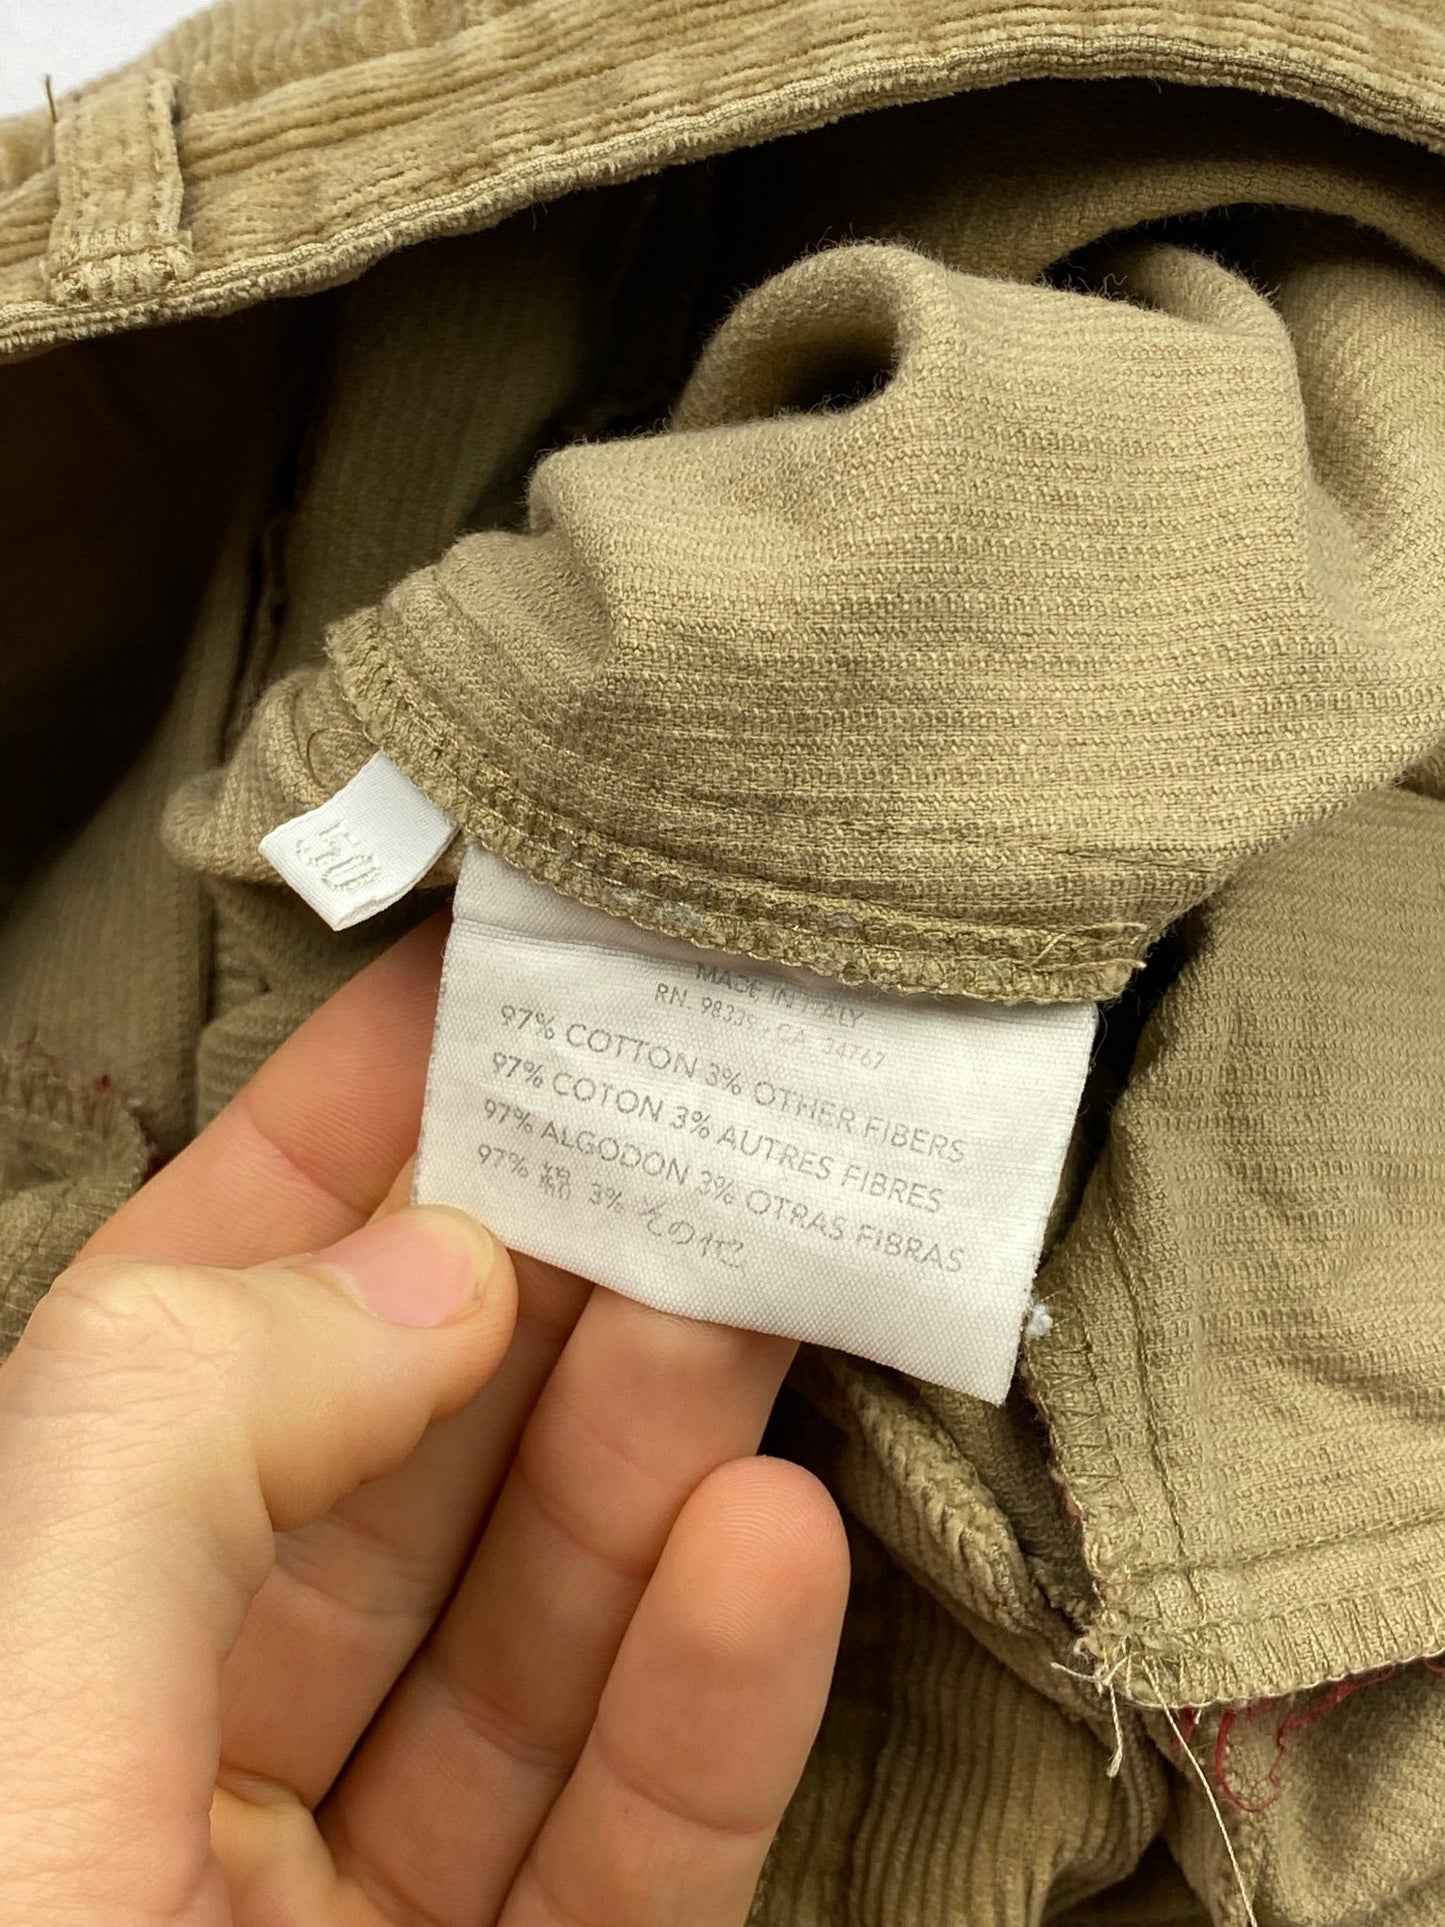 50
MADE IN ITALY
RN. 98339 - CA 34767
97% COTTON 3% OTHER FIBERS
97% COTON 3% AUTRES FIBRES
97% ALGODON 3% OTRAS FIBRAS
97% 綿 3% その他